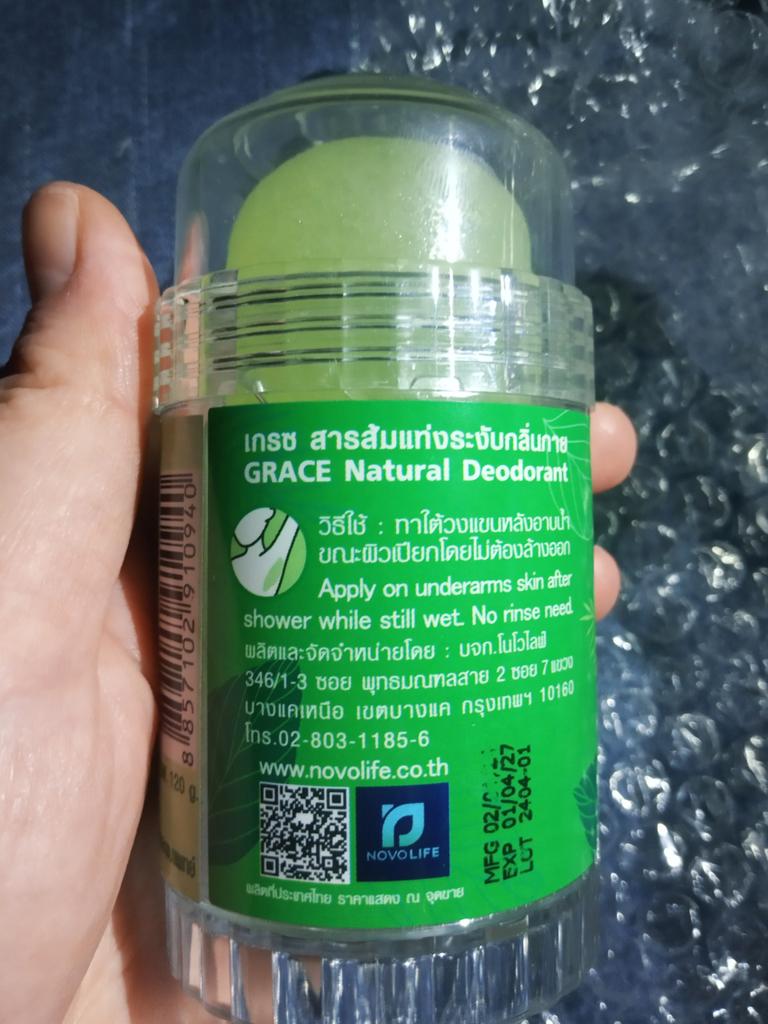 เกรซ สารส้มแท่งระงับกลิ่นกาย
GRACE Natural Deodorant
วิธีใช้ : ทาใต้วงแขนหลังอาบน้ำ
ขณะผิวเปียกโดยไม่ต้องล้างออก
Apply on underarms skin after
shower while still wet. No rinse need.
ผลิตและจัดจำหน่ายโดย : บจก.โนโวไลฟ์
346/1-3 ซอย พุทธมณฑลสาย 2 ซอย 7 แขวง
บางแคเหนือ เขตบางแค กรุงเทพฯ 10160
โทร.02-803-1185-6
www.novolife.co.th
NOVOLIFE
ผลิตที่ประเทศไทย ราคาแสดง ณ จุดขาย
MFG 02/
EXP 01/04/27
LOT 2404-01
8 857102 910940
120 g.